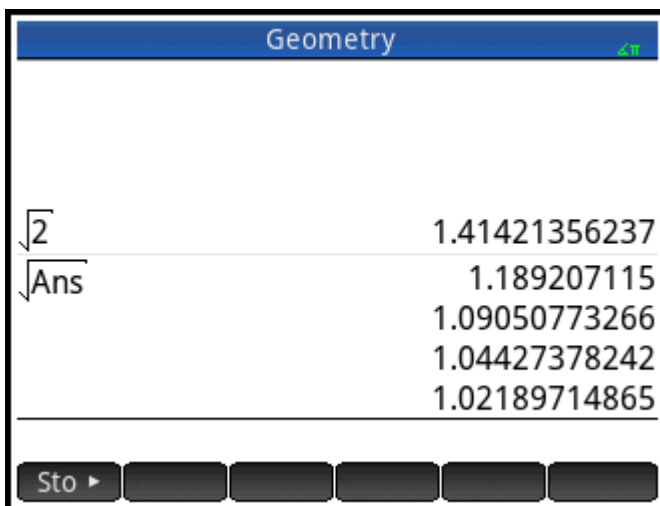 Geometry
∡π
√2 1.41421356237
√Ans 1.189207115
1.09050773266
1.04427378242
1.02189714865
Sto ▶